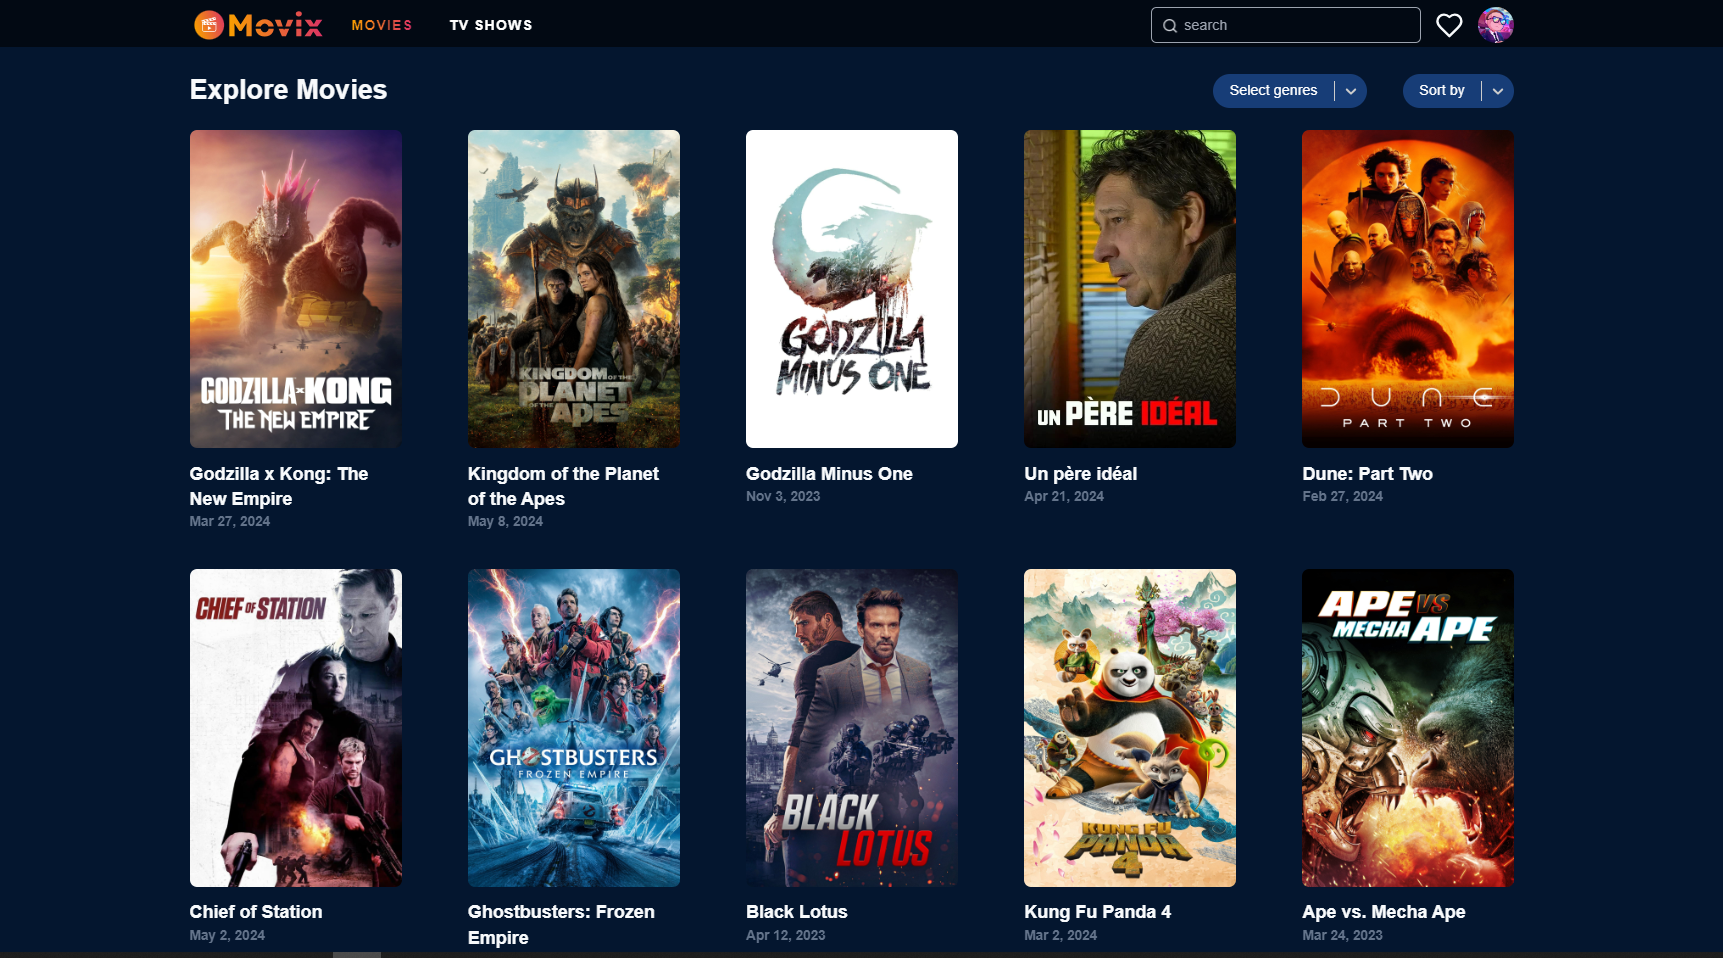 Movix MOVIES TV SHOWS search
Explore Movies Select genres Sort by
GODZILLA x KONG
THE NEW EMPIRE
KINGDOM OF THE
PLANET
OF THE APES
GODZILLA
MINUS ONE
UN PÈRE IDÉAL
DUNE
PART TWO
Godzilla x Kong: The
New Empire
Mar 27, 2024
Kingdom of the Planet
of the Apes
May 8, 2024
Godzilla Minus One
Nov 3, 2023
Un père idéal
Apr 21, 2024
Dune: Part Two
Feb 27, 2024
CHIEF OF STATION
GHOSTBUSTERS
FROZEN EMPIRE
BLACK
LOTUS
KUNG FU
PANDA
4
APE VS
MECHA APE
Chief of Station
May 2, 2024
Ghostbusters: Frozen
Empire
Black Lotus
Apr 12, 2023
Kung Fu Panda 4
Mar 2, 2024
Ape vs. Mecha Ape
Mar 24, 2023